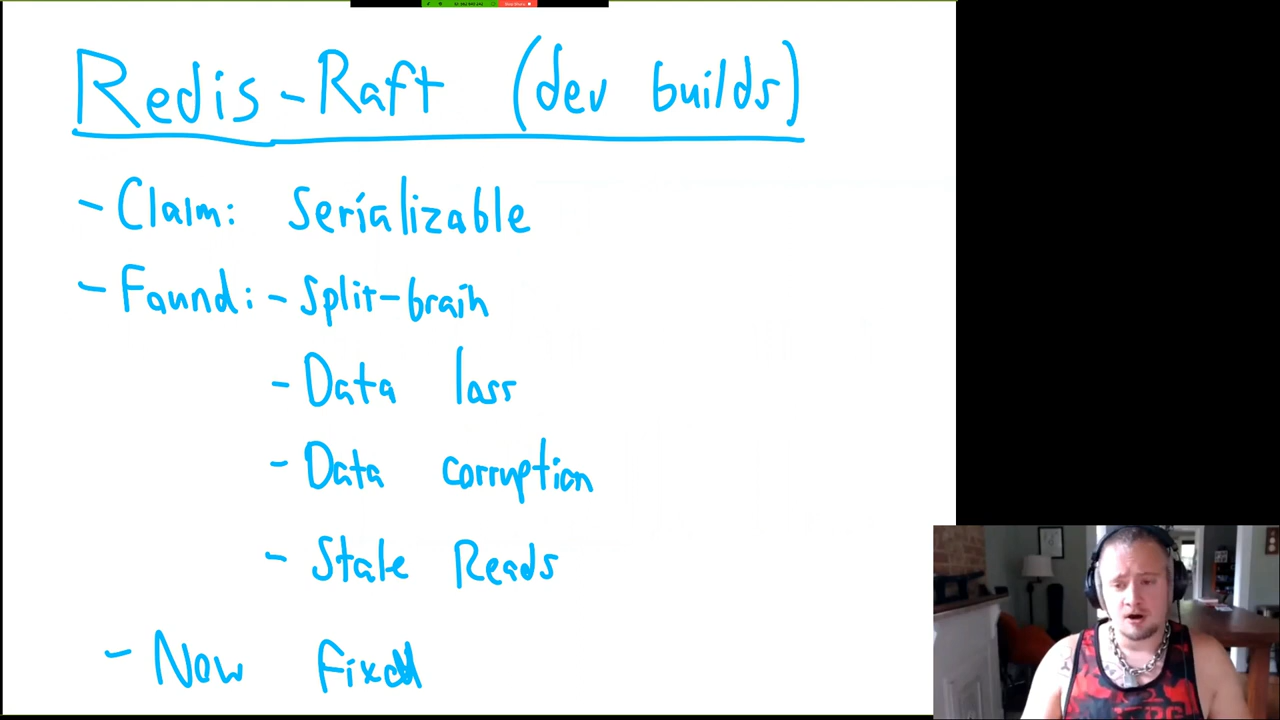 Redis-Raft (dev builds)
- Claim: Serializable
- Found: - Split-brain
- Data loss
- Data corruption
- Stale Reads
- Now Fixed